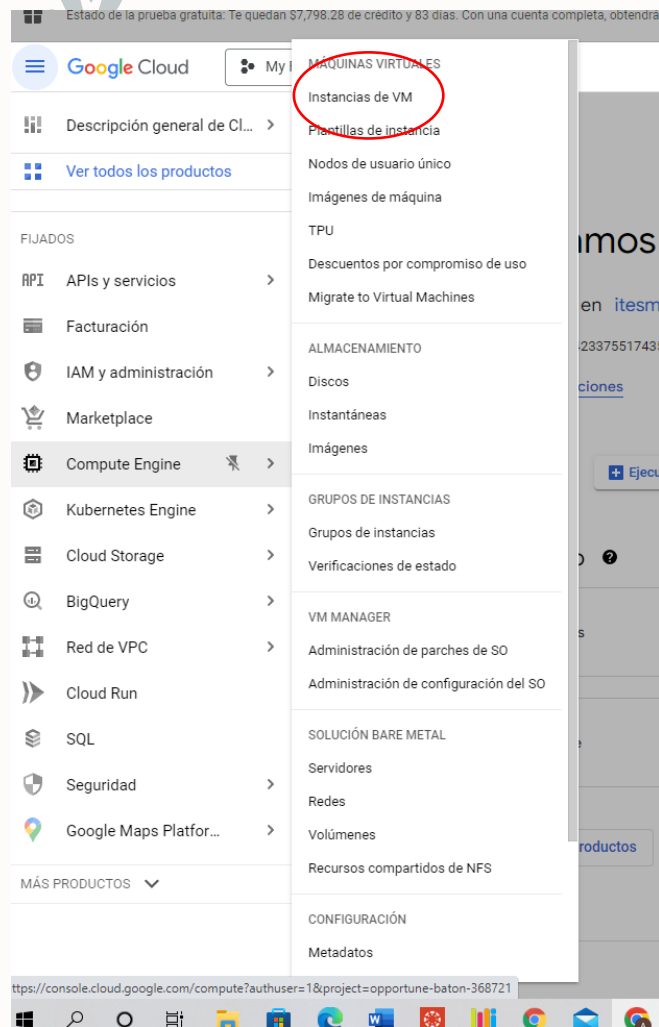 Estado de la prueba gratuita: Te quedan $7,798.28 de crédito y 83 días. Con una cuenta completa, obtendrá
Google Cloud
My
Descripción general de Cl...
Ver todos los productos
FIJADOS
APIs y servicios
Facturación
IAM y administración
Marketplace
Compute Engine
Kubernetes Engine
Cloud Storage
BigQuery
Red de VPC
Cloud Run
SQL
Seguridad
Google Maps Platfor...
MÁS PRODUCTOS
MÁQUINAS VIRTUALES
Instancias de VM
Plantillas de instancia
Nodos de usuario único
Imágenes de máquina
TPU
Descuentos por compromiso de uso
Migrate to Virtual Machines
ALMACENAMIENTO
Discos
Instantáneas
Imágenes
GRUPOS DE INSTANCIAS
Grupos de instancias
Verificaciones de estado
VM MANAGER
Administración de parches de SO
Administración de configuración del SO
SOLUCIÓN BARE METAL
Servidores
Redes
Volúmenes
Recursos compartidos de NFS
CONFIGURACIÓN
Metadatos
amos
en itesm
ciones
Ejecu
roductos
ttps://console.cloud.google.com/compute?authuser=1&project=opportune-baton-368721